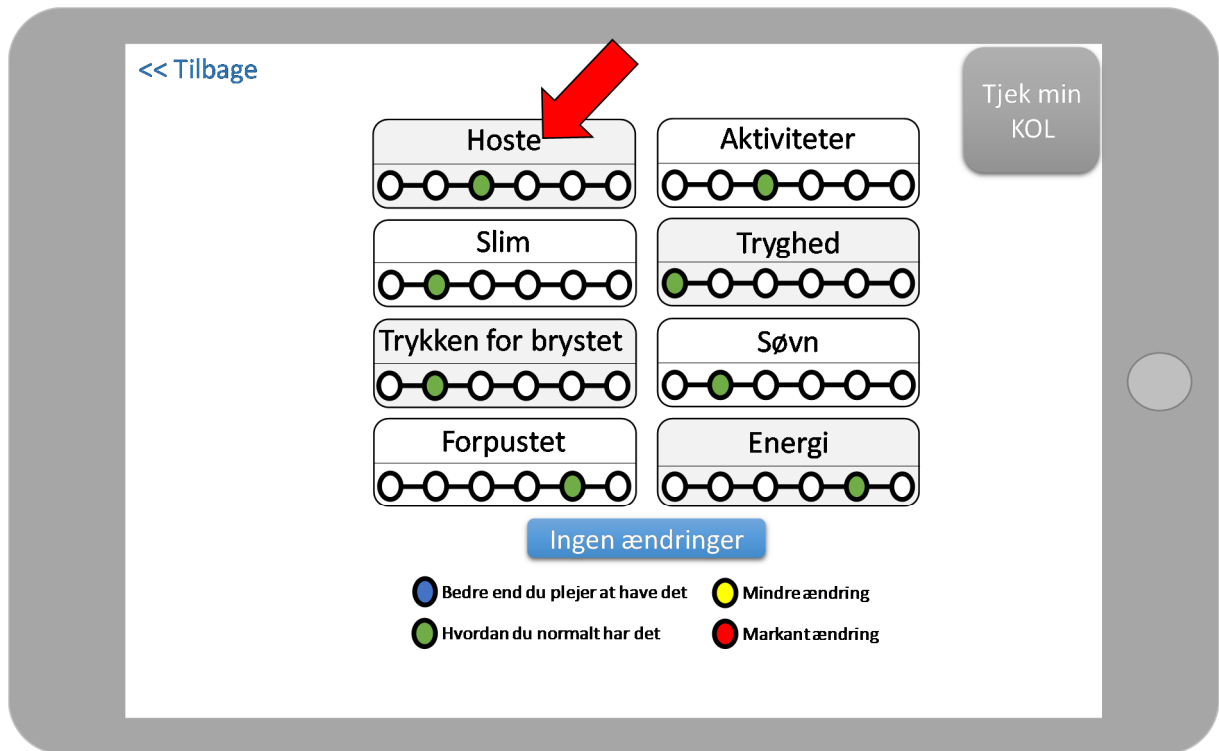 << Tilbage
Tjek min
KOL
Hoste
Aktiviteter
Slim
Tryghed
Trykken for brystet
Søvn
Forpustet
Energi
Ingen ændringer
Bedre end du plejer at have det
Mindre ændring
Hvordan du normalt har det
Markant ændring